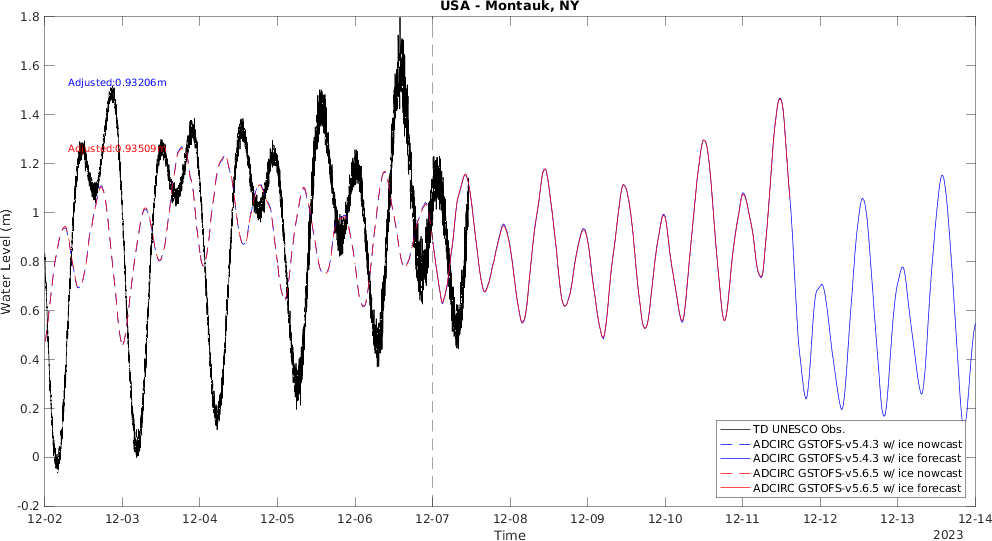 USA - Montauk, NY
1.8
1.6
1.4
1.2
1
0.8
0.6
0.4
0.2
0
-0.2
Water Level (m)
Adjusted:0.93206m
Adjusted:0.93509m
TD UNESCO Obs.
ADCIRC GSTOFS-v5.4.3 w/ ice nowcast
ADCIRC GSTOFS-v5.4.3 w/ ice forecast
ADCIRC GSTOFS-v5.6.5 w/ ice nowcast
ADCIRC GSTOFS-v5.6.5 w/ ice forecast
12-02 12-03 12-04 12-05 12-06 12-07 12-08 12-09 12-10 12-11 12-12 12-13 12-14
Time
2023